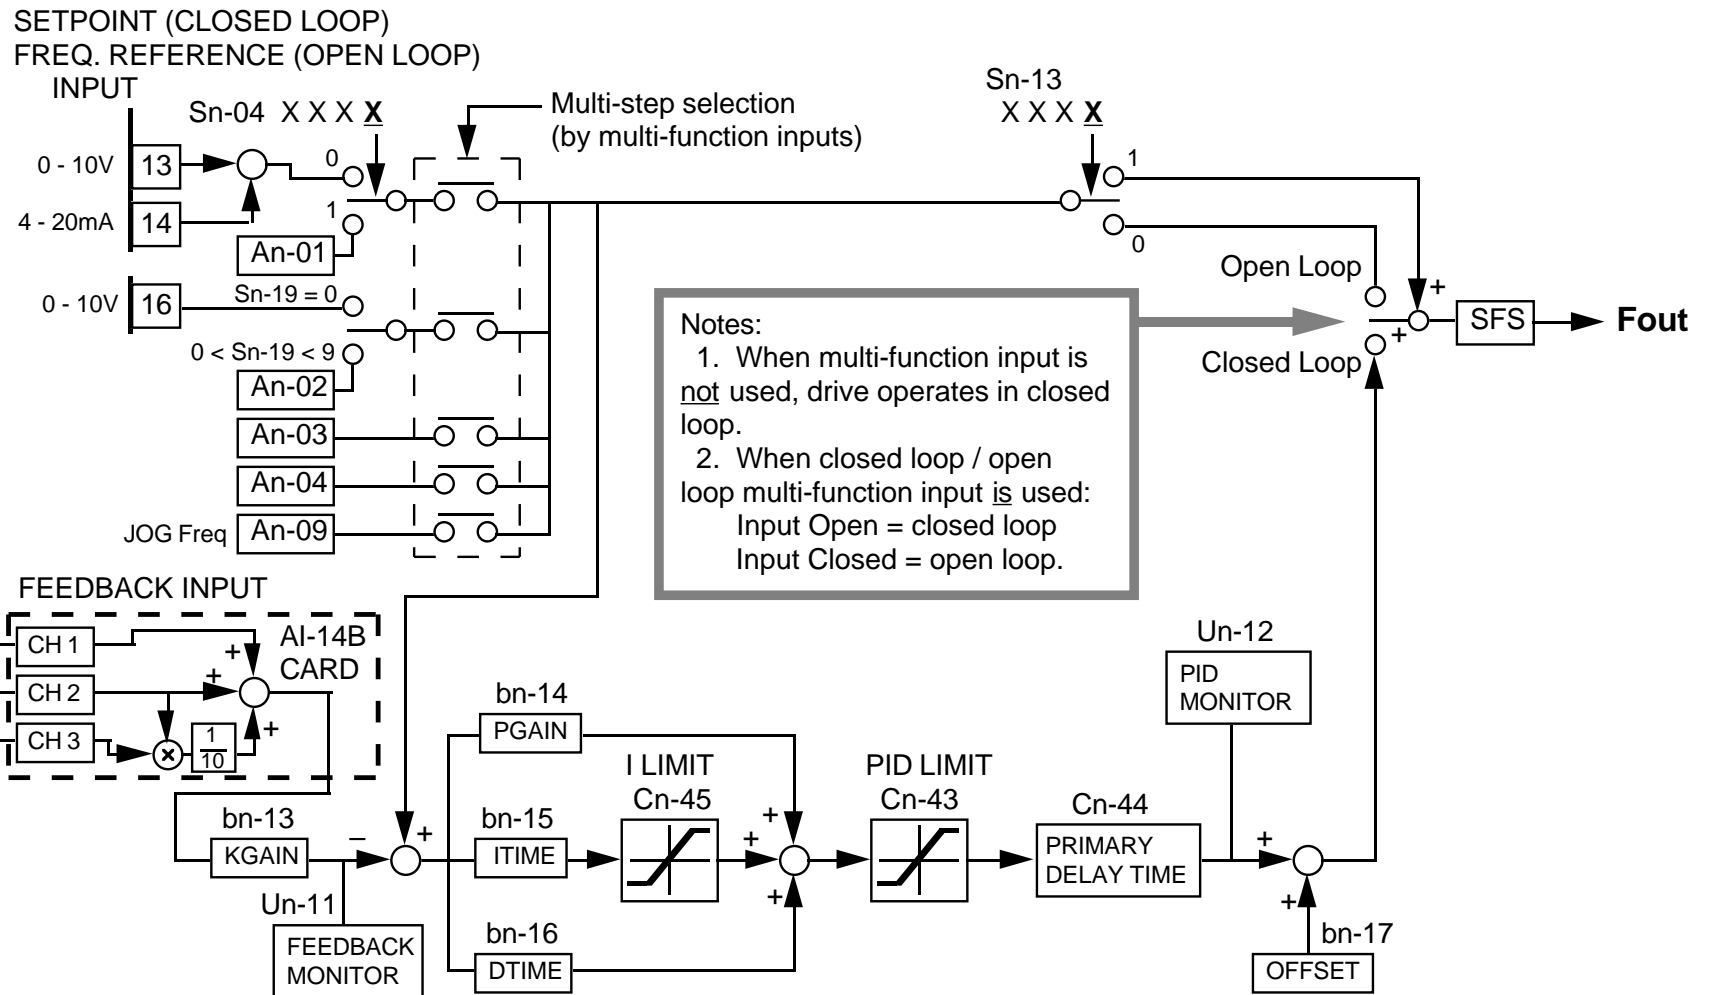 SETPOINT (CLOSED LOOP)
FREQ. REFERENCE (OPEN LOOP)
INPUT
Sn-04 X X X X
Multi-step selection
(by multi-function inputs)
Sn-13
X X X X
0 - 10V
13
0
1
4 - 20mA
14
1
An-01
0
Open Loop
0 - 10V
16
Sn-19 = 0
+
SFS
Fout
0 < Sn-19 < 9
An-02
+
Closed Loop
Notes:
1. When multi-function input is
not used, drive operates in closed
loop.
2. When closed loop / open
loop multi-function input is used:
Input Open = closed loop
Input Closed = open loop.
An-03
An-04
JOG Freq
An-09
FEEDBACK INPUT
CH 1
+
AI-14B
CARD
CH 2
+
CH 3
×
1
10
+
Un-12
PID
MONITOR
bn-14
PGAIN
I LIMIT
Cn-45
PID LIMIT
Cn-43
Cn-44
PRIMARY
DELAY TIME
bn-13
KGAIN
–
+
bn-15
ITIME
+
+
+
+
Un-11
FEEDBACK
MONITOR
bn-16
DTIME
+
bn-17
OFFSET